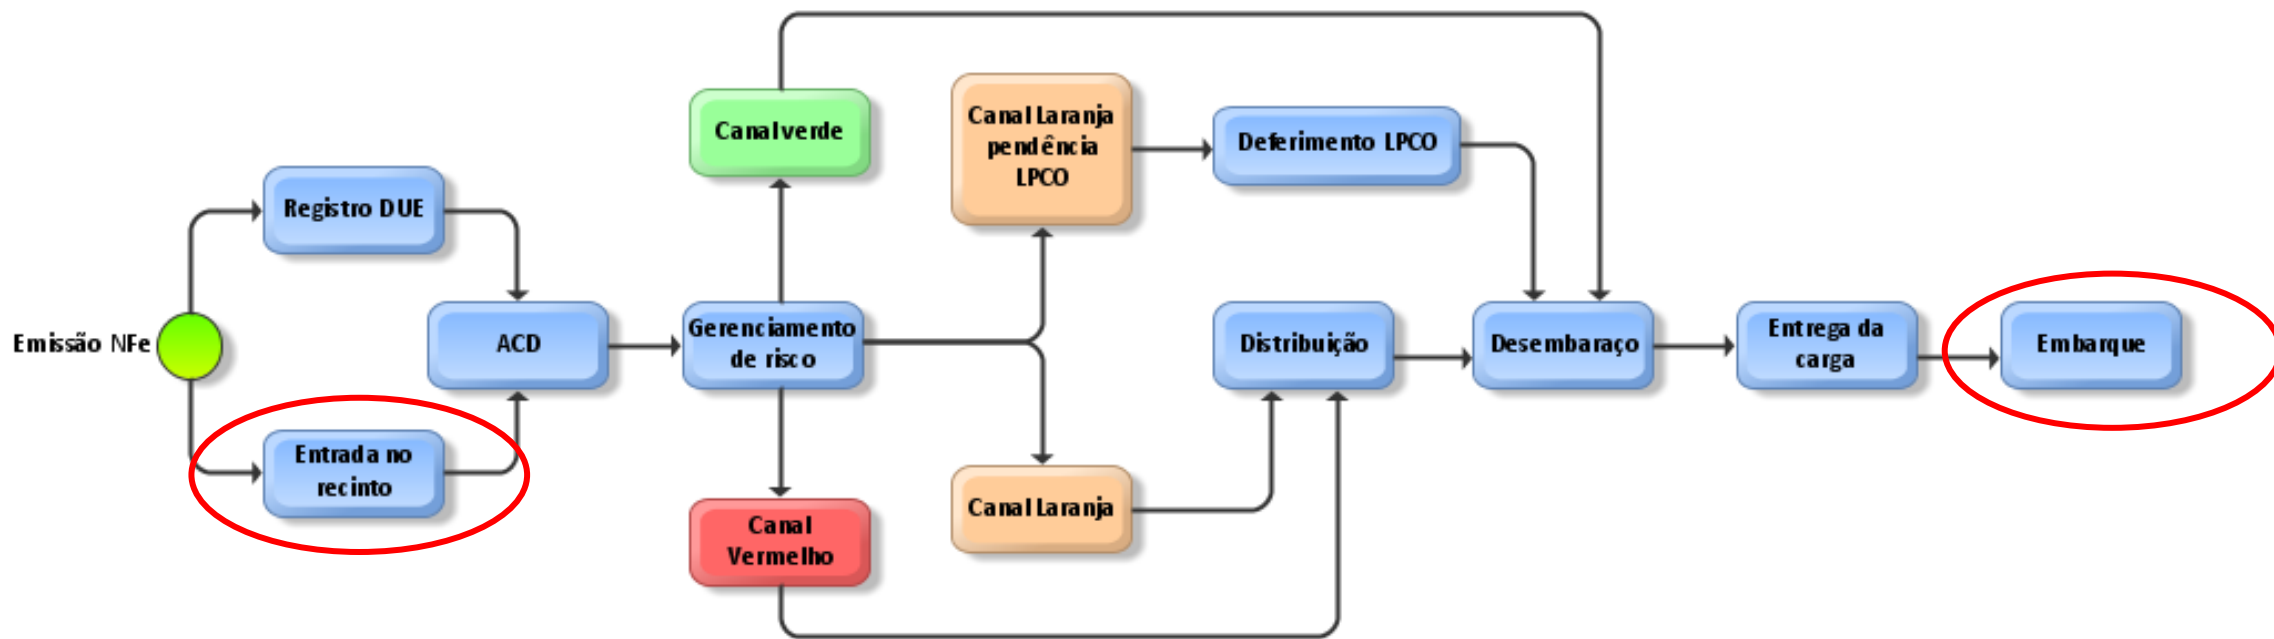 Canal verde
Canal Laranja
pendência
LPCO
Deferimento LPCO
Registro DUE
Emissão NFe
ACD
Gerenciamento
de risco
Distribuição
Desembaraço
Entrega da
carga
Embarque
Entrada no
recinto
Canal Laranja
Canal
Vermelho